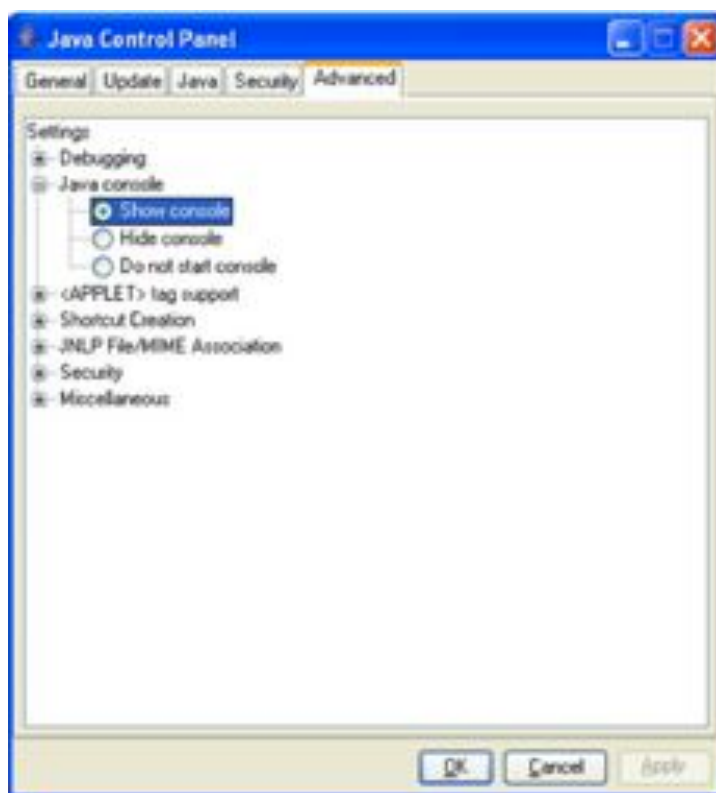 Java Control Panel
General Update Java Security Advanced
Settings
Debugging
Java console
Show console
Hide console
Do not start console
<APPLET> tag support
Shortcut Creation
JNLP File/MIME Association
Security
Miscellaneous
OK Cancel Apply